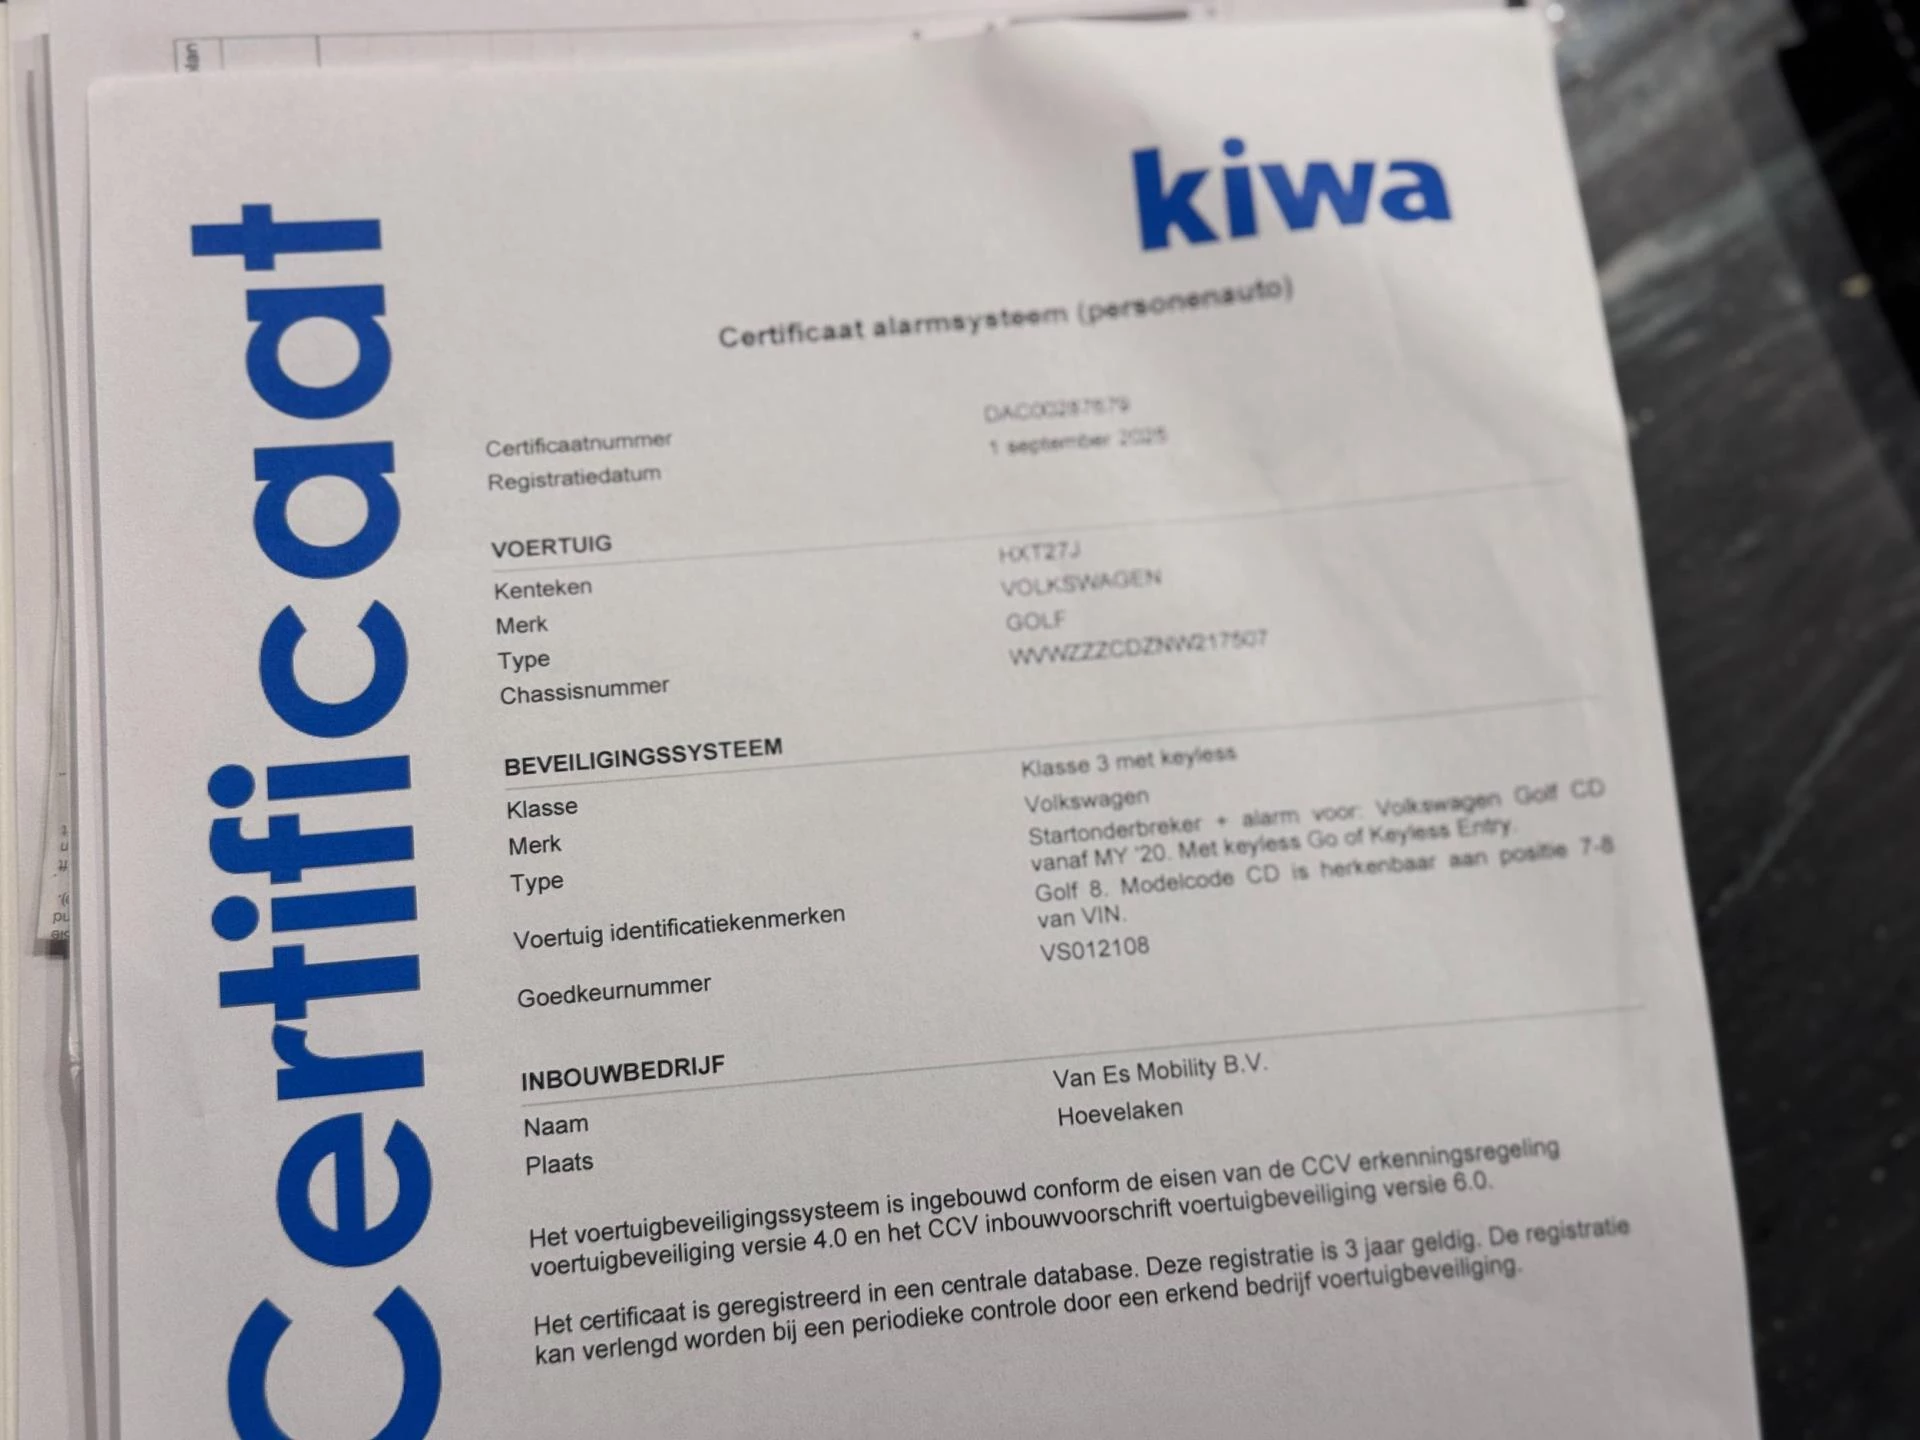 Certificaat
kiwa
Certificaat alarmsysteem (personenauto)
Certificaatnummer
Registratiedatum 1 september
VOERTUIG
Kenteken HXT27J
Merk VOLKSWAGEN
Type GOLF
Chassisnummer WVWZZZCDZNW217507
BEVEILIGINGSSYSTEEM
Klasse Klasse 3 met keyless
Merk Volkswagen
Type Startonderbreker + alarm voor: Volkswagen Golf CD
vanaf MY '20. Met keyless Go of Keyless Entry.
Voertuig identificatiekenmerken Golf 8. Modelcode CD is herkenbaar aan positie 7-8
van VIN.
Goedkeurnummer VS012108
INBOUWBEDRIJF
Naam Van Es Mobility B.V.
Plaats Hoevelaken
Het voertuigbeveiligingssysteem is ingebouwd conform de eisen van de CCV erkenningsregeling
voertuigbeveiliging versie 4.0 en het CCV inbouwvoorschrift voertuigbeveiliging versie 6.0.
Het certificaat is geregistreerd in een centrale database. Deze registratie is 3 jaar geldig. De registratie
kan verlengd worden bij een periodieke controle door een erkend bedrijf voertuigbeveiliging.